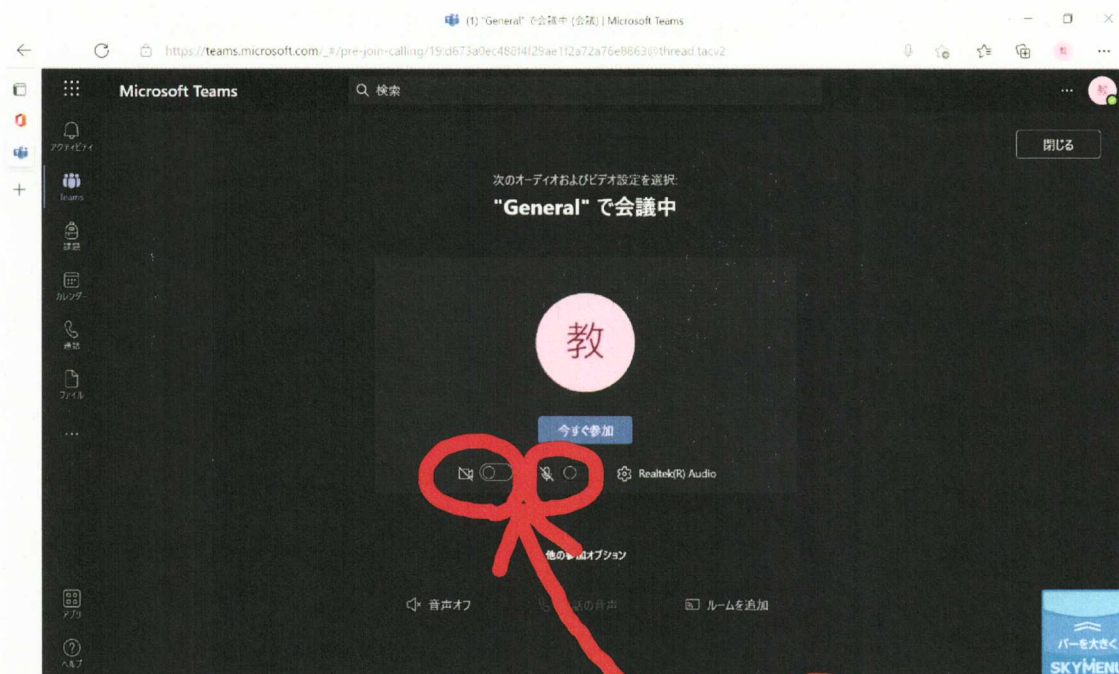 (1) "General" で会議中 (会議) | Microsoft Teams
https://teams.microsoft.com/_#/pre-join-calling/19:d673a0ec488f4f29ae1f2a72a76e8663@thread.tacv2
Microsoft Teams
検索
教
アクティビティ
Teams
課題
カレンダー
通話
ファイル
閉じる
次のオーディオおよびビデオ設定を選択:
"General" で会議中
教
今すぐ参加
Realtek(R) Audio
他の参加オプション
音声オフ
の音声
ルームを追加
アプリ
ヘルプ
バーを大きく
SKYMENU